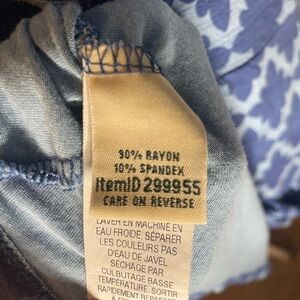 90% RAYON
10% SPANDEX
ItemID 299955
CARE ON REVERSE
LAVER EN MACHINE EN
EAU FROIDE. SÉPARER
LES COULEURS PAS
D'EAU DE JAVEL
SÉCHAGE PAR
CULBUTAGE BASSE
TEMPÉRATURE. SORTIR
RAPIDEMENT